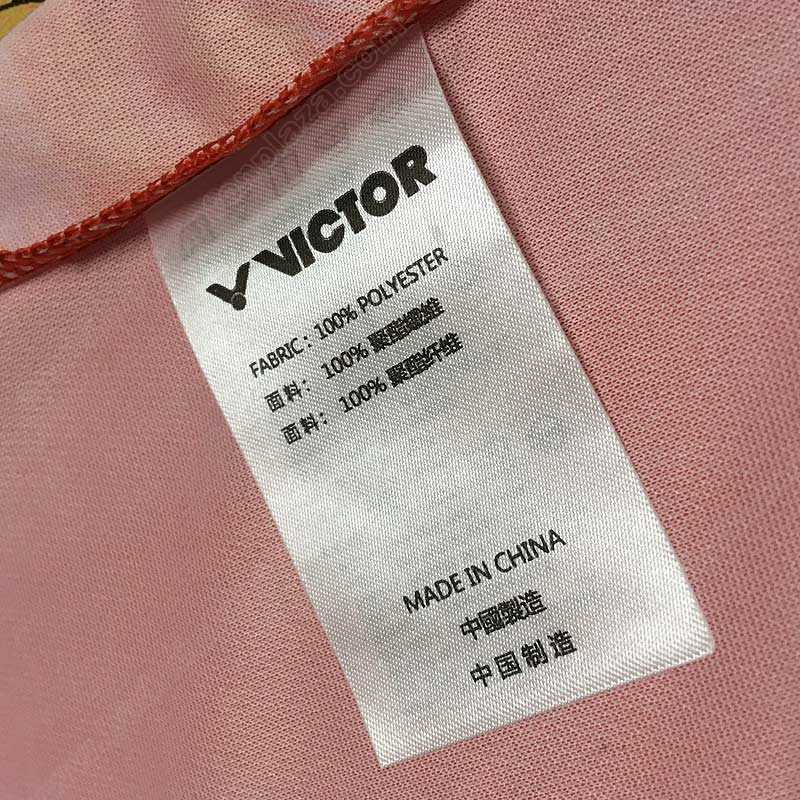 VICTOR
FABRIC: 100% POLYESTER
面料: 100% 聚酯纖維
面料: 100% 聚酯纤维
MADE IN CHINA
中國製造
中国制造